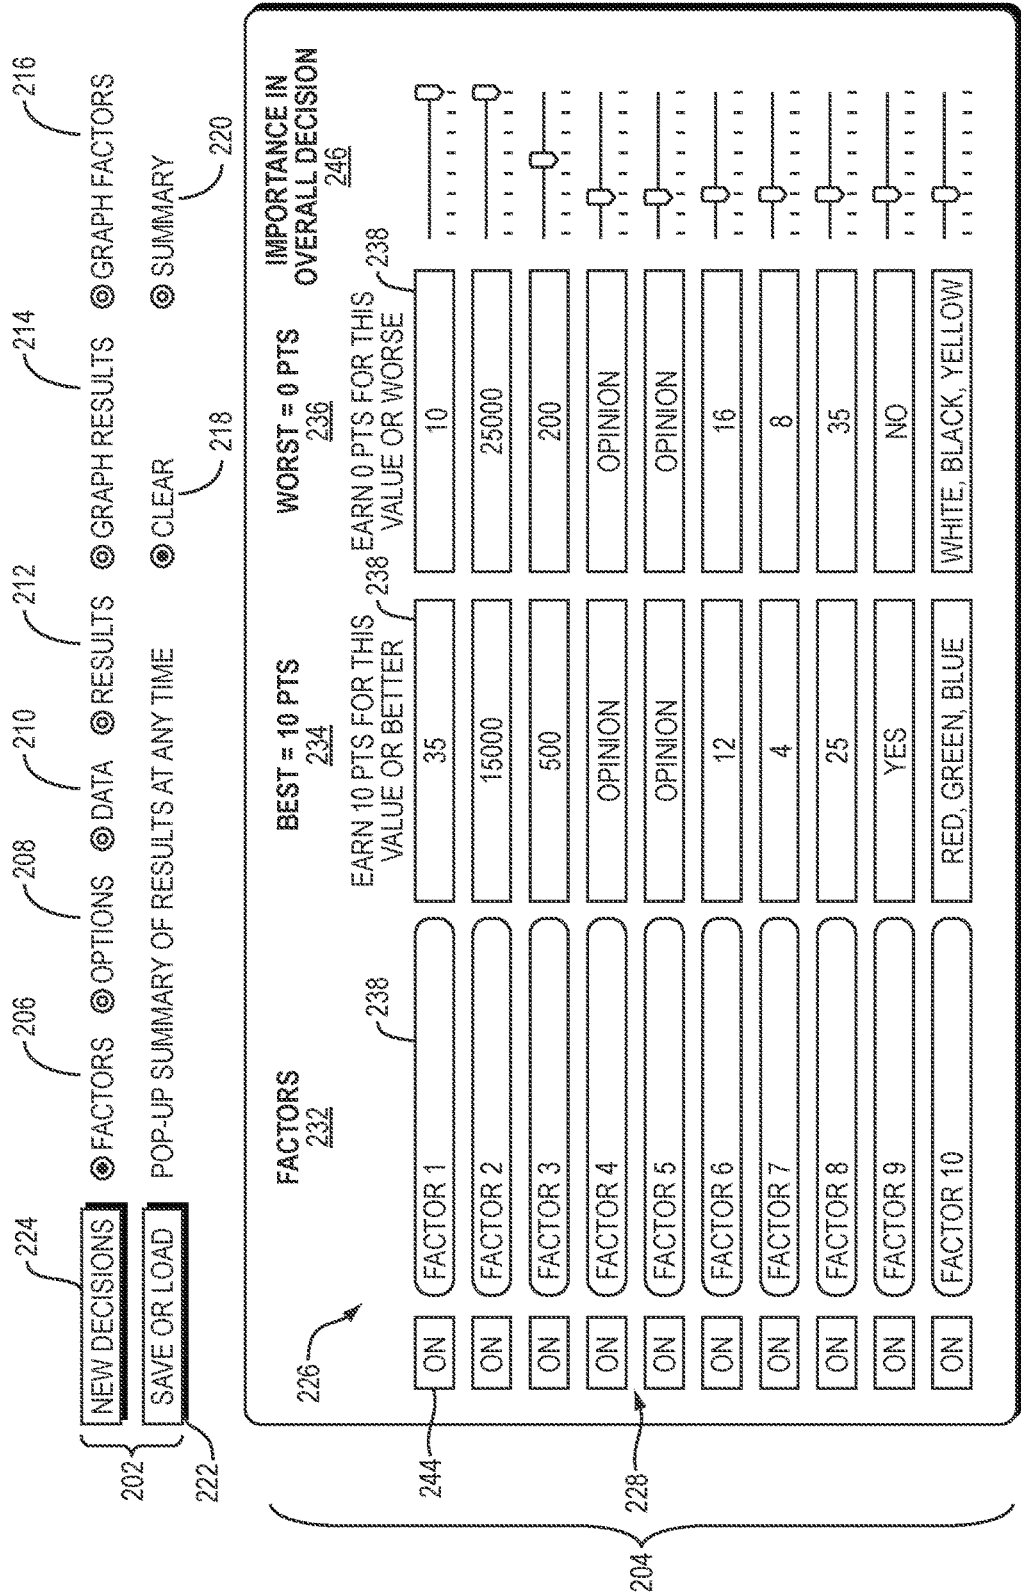 224
206
208
210
212
214
216
NEW DECISIONS
FACTORS
OPTIONS
DATA
RESULTS
GRAPH RESULTS
GRAPH FACTORS
202
SAVE OR LOAD
POP-UP SUMMARY OF RESULTS AT ANY TIME
CLEAR
SUMMARY
222
218
220
FACTORS
232
BEST = 10 PTS
234
WORST = 0 PTS
236
IMPORTANCE IN
OVERALL DECISION
246
226
238
EARN 10 PTS FOR THIS
VALUE OR BETTER
238
EARN 0 PTS FOR THIS
VALUE OR WORSE
238
244
ON FACTOR 1 35 10
ON FACTOR 2 15000 25000
ON FACTOR 3 500 200
ON FACTOR 4 OPINION OPINION
228
ON FACTOR 5 OPINION OPINION
ON FACTOR 6 12 16
ON FACTOR 7 4 8
ON FACTOR 8 25 35
ON FACTOR 9 YES NO
ON FACTOR 10 RED, GREEN, BLUE WHITE, BLACK, YELLOW
204